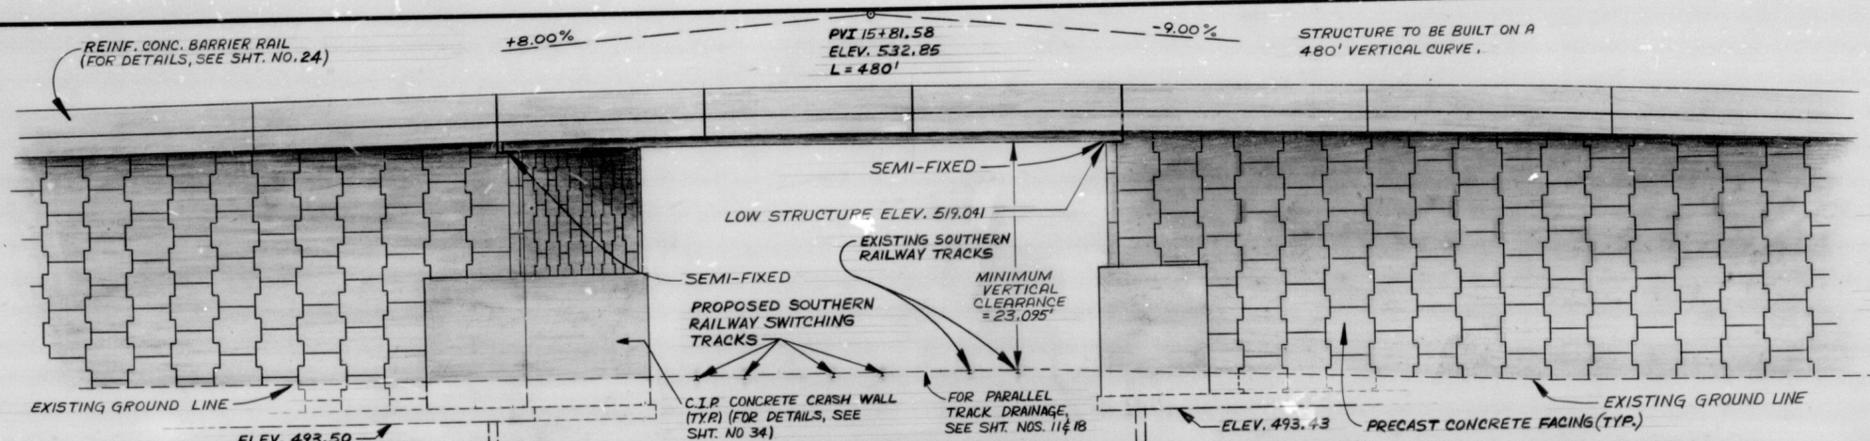 REINF. CONC. BARRIER RAIL
(FOR DETAILS, SEE SHT. NO. 24)
+8.00%
PVI 15+81.58
ELEV. 532.85
L = 480'
-9.00%
STRUCTURE TO BE BUILT ON A
480' VERTICAL CURVE.
SEMI-FIXED
LOW STRUCTURE ELEV. 519.041
EXISTING SOUTHERN
RAILWAY TRACKS
SEMI-FIXED
MINIMUM
VERTICAL
CLEARANCE
= 23.095'
PROPOSED SOUTHERN
RAILWAY SWITCHING
TRACKS
EXISTING GROUND LINE
C.I.P. CONCRETE CRASH WALL
(TYP.) (FOR DETAILS, SEE
SHT. NO 34)
FOR PARALLEL
TRACK DRAINAGE,
SEE SHT. NOS. 11 & 18
ELEV. 493.43
PRECAST CONCRETE FACING (TYP.)
EXISTING GROUND LINE
ELEV. 493.50